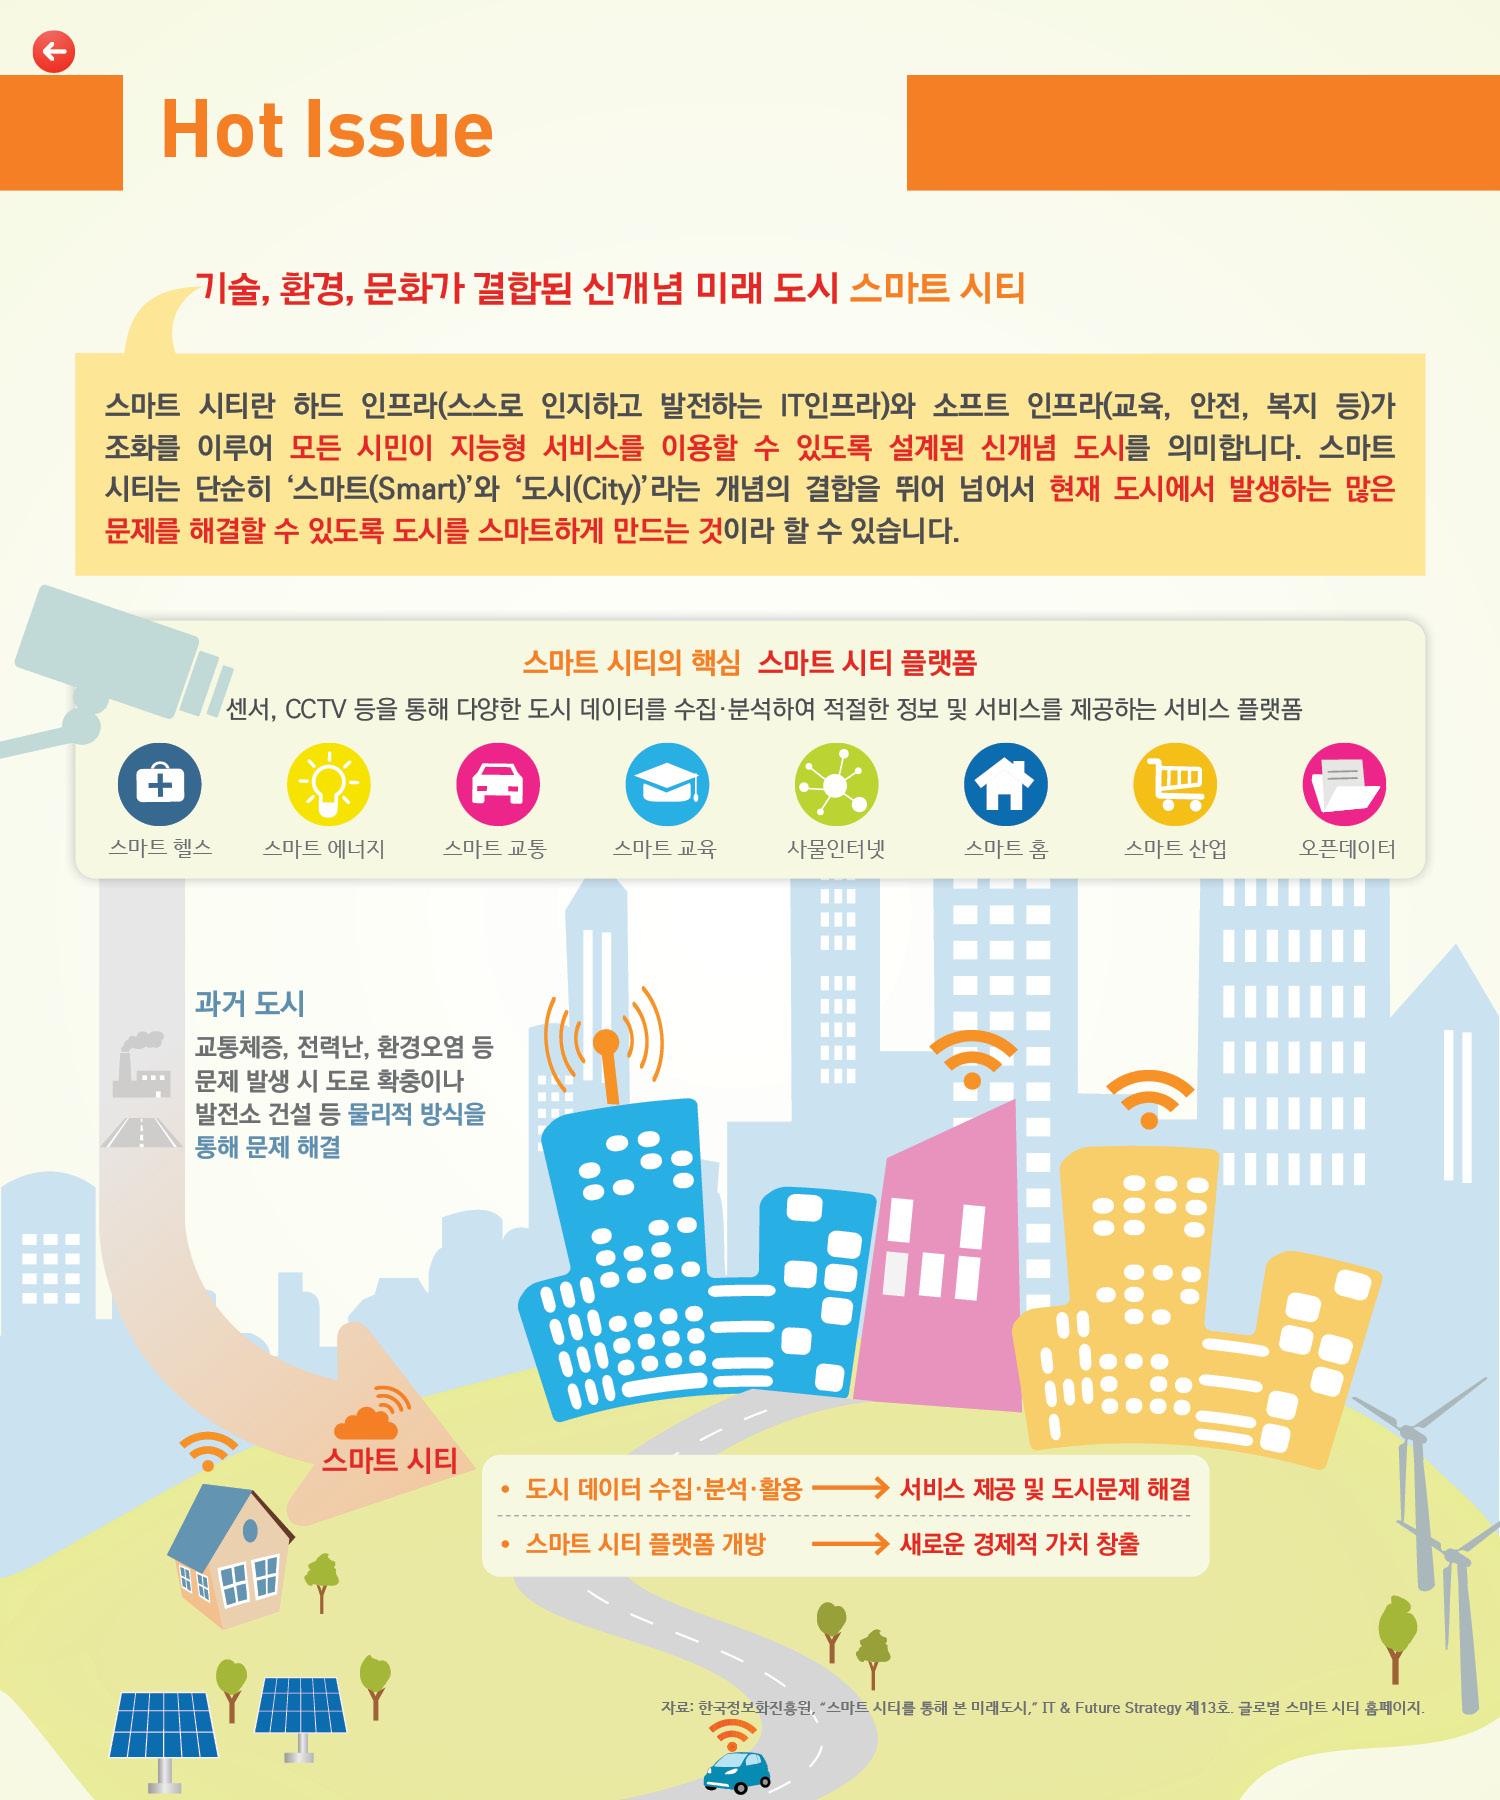 Hot Issue
기술, 환경, 문화가 결합된 신개념 미래 도시 스마트 시티
스마트 시티란 하드 인프라(스스로 인지하고 발전하는 IT인프라)와 소프트 인프라(교육, 안전, 복지 등)가
조화를 이루어 모든 시민이 지능형 서비스를 이용할 수 있도록 설계된 신개념 도시를 의미합니다. 스마트
시티는 단순히 ‘스마트(Smart)’와 ‘도시(City)’라는 개념의 결합을 뛰어 넘어서 현재 도시에서 발생하는 많은
문제를 해결할 수 있도록 도시를 스마트하게 만드는 것이라 할 수 있습니다.
스마트 시티의 핵심 스마트 시티 플랫폼
센서, CCTV 등을 통해 다양한 도시 데이터를 수집·분석하여 적절한 정보 및 서비스를 제공하는 서비스 플랫폼
스마트 헬스 스마트 에너지 스마트 교통 스마트 교육 사물인터넷 스마트 홈 스마트 산업 오픈데이터
과거 도시
교통체증, 전력난, 환경오염 등
문제 발생 시 도로 확충이나
발전소 건설 등 물리적 방식을
통해 문제 해결
스마트 시티
• 도시 데이터 수집·분석·활용 → 서비스 제공 및 도시문제 해결
• 스마트 시티 플랫폼 개방 → 새로운 경제적 가치 창출
자료: 한국정보화진흥원, “스마트 시티를 통해 본 미래도시,” IT & Future Strategy 제13호. 글로벌 스마트 시티 홈페이지.